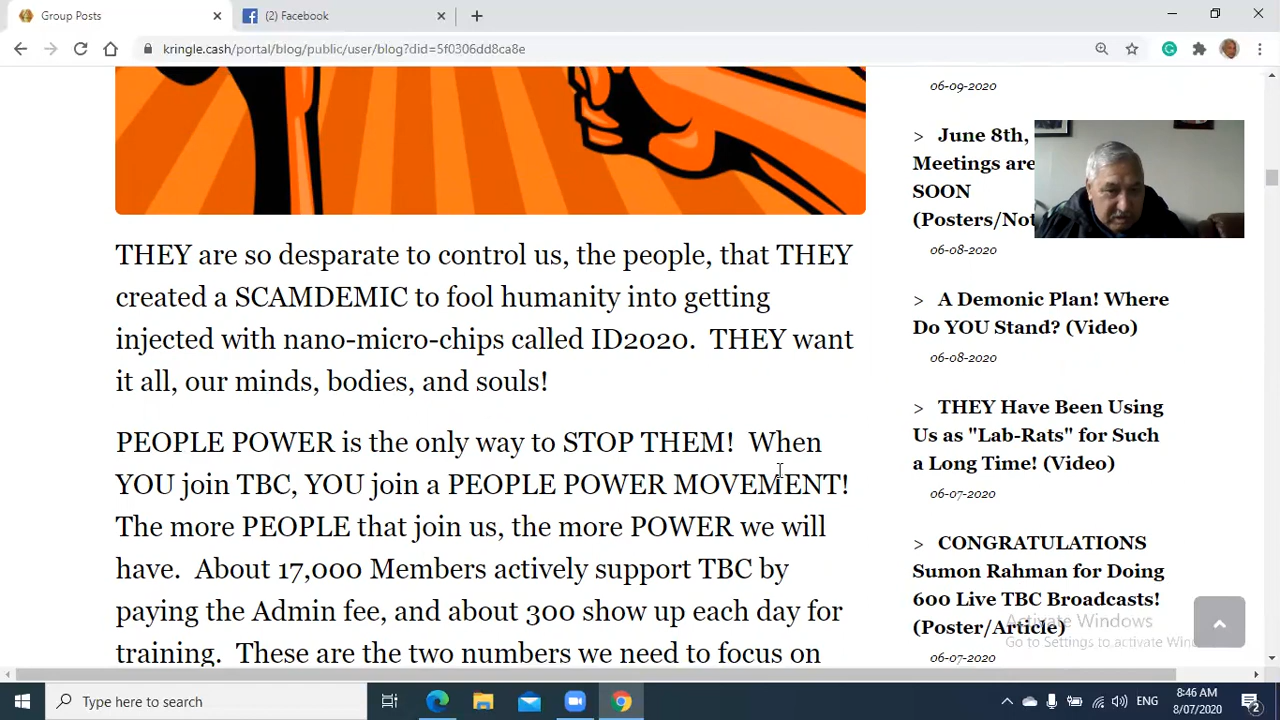 Group Posts
(2) Facebook
kringle.cash/portal/blog/public/user/blog?did=5f0306dd8ca8e
THEY are so desparate to control us, the people, that THEY
created a SCAMDEMIC to fool humanity into getting
injected with nano-micro-chips called ID2020. THEY want
it all, our minds, bodies, and souls!
PEOPLE POWER is the only way to STOP THEM! When
YOU join TBC, YOU join a PEOPLE POWER MOVEMENT!
The more PEOPLE that join us, the more POWER we will
have. About 17,000 Members actively support TBC by
paying the Admin fee, and about 300 show up each day for
training. These are the two numbers we need to focus on
06-09-2020
> June 8th,
Meetings are
SOON
(Posters/Not
06-08-2020
> A Demonic Plan! Where
Do YOU Stand? (Video)
06-08-2020
> THEY Have Been Using
Us as "Lab-Rats" for Such
a Long Time! (Video)
06-07-2020
> CONGRATULATIONS
Sumon Rahman for Doing
600 Live TBC Broadcasts!
(Poster/Article)
06-07-2020
Activate Windows
Go to Settings to activate Win
Type here to search
ENG
8:46 AM
8/07/2020
2